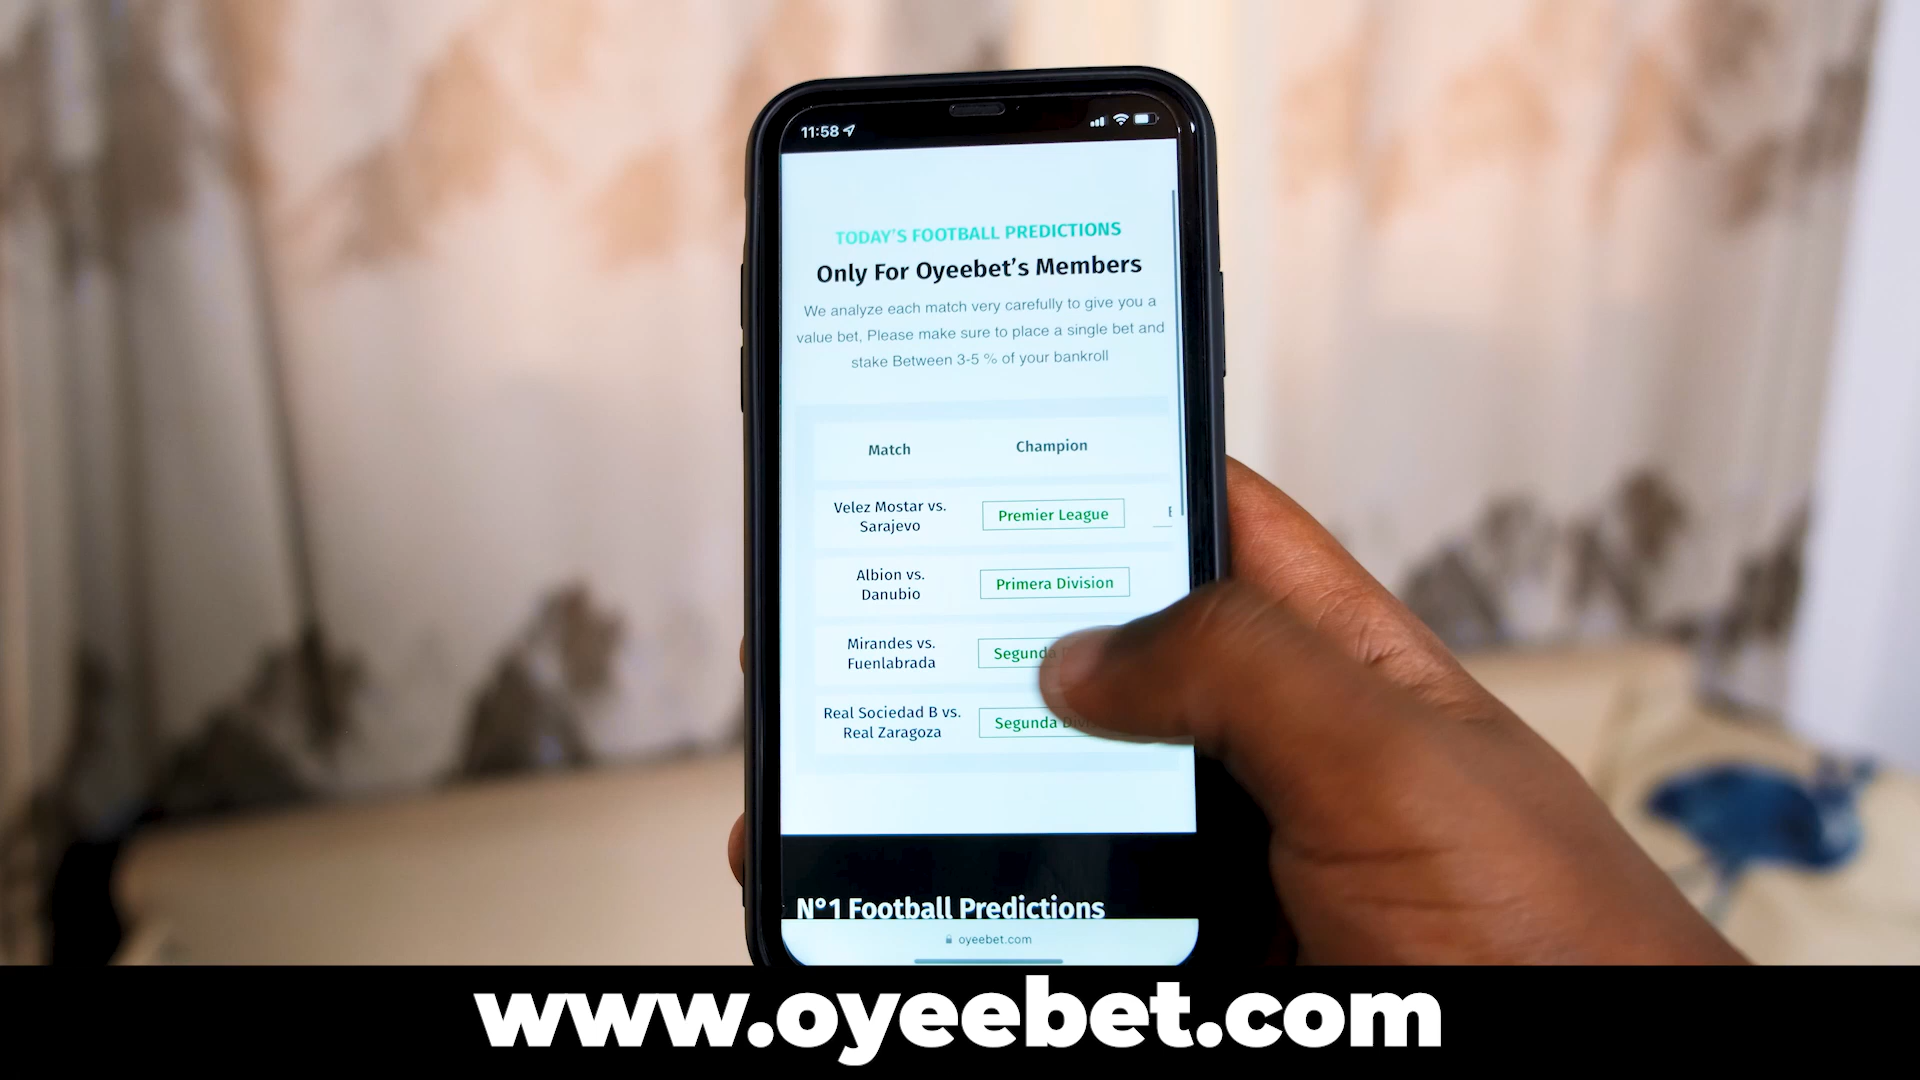 11:58
TODAY'S FOOTBALL PREDICTIONS
Only For Oyeebet's Members
We analyze each match very carefully to give you a
value bet, Please make sure to place a single bet and
stake Between 3-5 % of your bankroll
Match Champion
Velez Mostar vs.
Sarajevo
Premier League
Albion vs.
Danubio
Primera Division
Mirandes vs.
Fuenlabrada
Segunda
Real Sociedad B vs.
Real Zaragoza
Segunda
N°1 Football Predictions
oyeebet.com
www.oyeebet.com